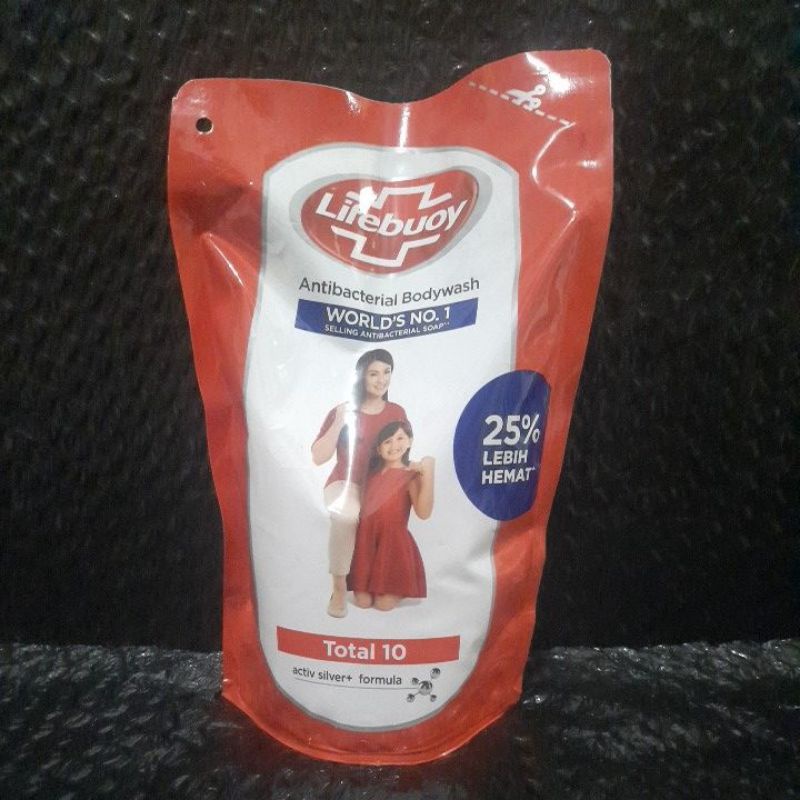 Lifebuoy
Antibacterial Bodywash
WORLD'S NO. 1
SELLING ANTIBACTERIAL SOAP**
25%
LEBIH
HEMAT^
Total 10
activ silver+ formula